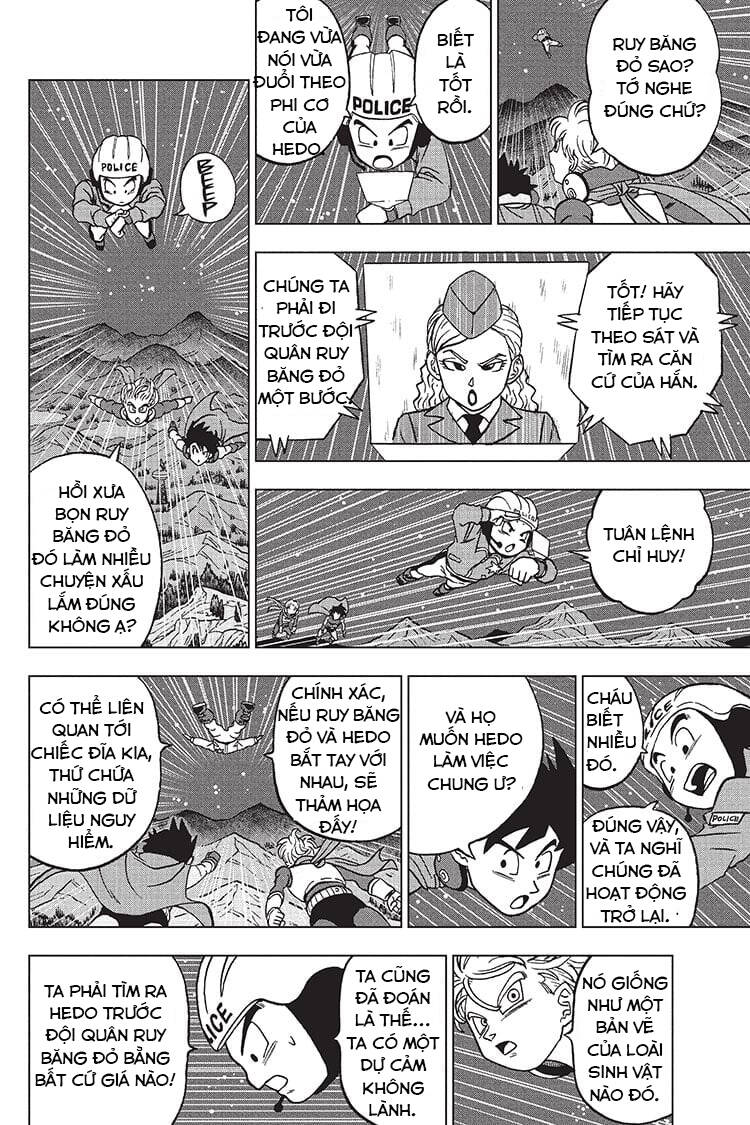 RUY BĂNG
ĐỎ SAO?
TỚ NGHE
ĐÚNG CHỨ?
BIẾT
LÀ
TỐT
RỒI.
TÔI
ĐANG VỪA
NÓI VỪA
ĐUỔI THEO
PHI CƠ
CỦA
HEDO.
POLICE
TỐT! HÃY
TIẾP TỤC
THEO SÁT VÀ
TÌM RA CĂN
CỨ CỦA HẮN.
CHÚNG TA
PHẢI ĐI
TRƯỚC ĐỘI
QUÂN RUY
BĂNG ĐỎ
MỘT BƯỚC.
TUÂN LỆNH
CHỈ HUY!
POLICE
POLICE
BEEEP
HỒI XƯA
BỌN RUY
BĂNG ĐỎ
ĐÓ LÀM NHIỀU
CHUYỆN XẤU
LẮM ĐÚNG
KHÔNG Ạ?
CHÁU
BIẾT
NHIỀU
ĐÓ.
POLICE
POLICE
ĐÚNG VẬY,
VÀ TA NGHĨ
CHÚNG ĐÃ
HOẠT ĐỘNG
TRỞ LẠI.
VÀ HỌ
MUỐN HEDO
LÀM VIỆC
CHUNG Ư?
CHÍNH XÁC,
NẾU RUY BĂNG
ĐỎ VÀ HEDO
BẮT TAY VỚI
NHAU, SẼ
THẢM HỌA
ĐẤY!
CÓ THỂ LIÊN
QUAN TỚI
CHIẾC ĐĨA KIA,
THỨ CHỨA
NHỮNG DỮ
LIỆU NGUY
HIỂM.
NÓ GIỐNG
NHƯ MỘT
BẢN VẼ
CỦA LOÀI
SINH VẬT
NÀO ĐÓ.
TA CŨNG
ĐÃ ĐOÁN
LÀ THẾ...
TA CÓ MỘT
DỰ CẢM
KHÔNG
LÀNH.
POLICE
TA PHẢI TÌM RA
HEDO TRƯỚC
ĐỘI QUÂN RUY
BĂNG ĐỎ BẰNG
BẤT CỨ GIÁ NÀO!